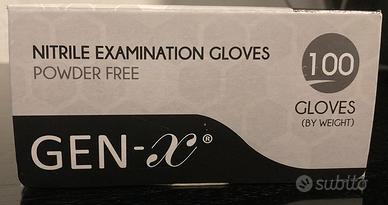 NITRILE EXAMINATION GLOVES
POWDER FREE
100
GLOVES
(BY WEIGHT)
GEN-x®
subito